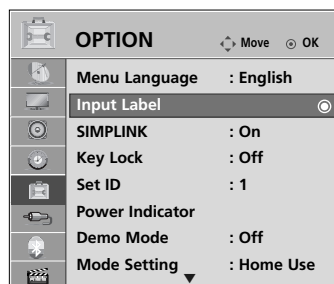 OPTION Move OK
Menu Language : English
Input Label
SIMPLINK : On
Key Lock : Off
Set ID : 1
Power Indicator
Demo Mode : Off
Mode Setting : Home Use